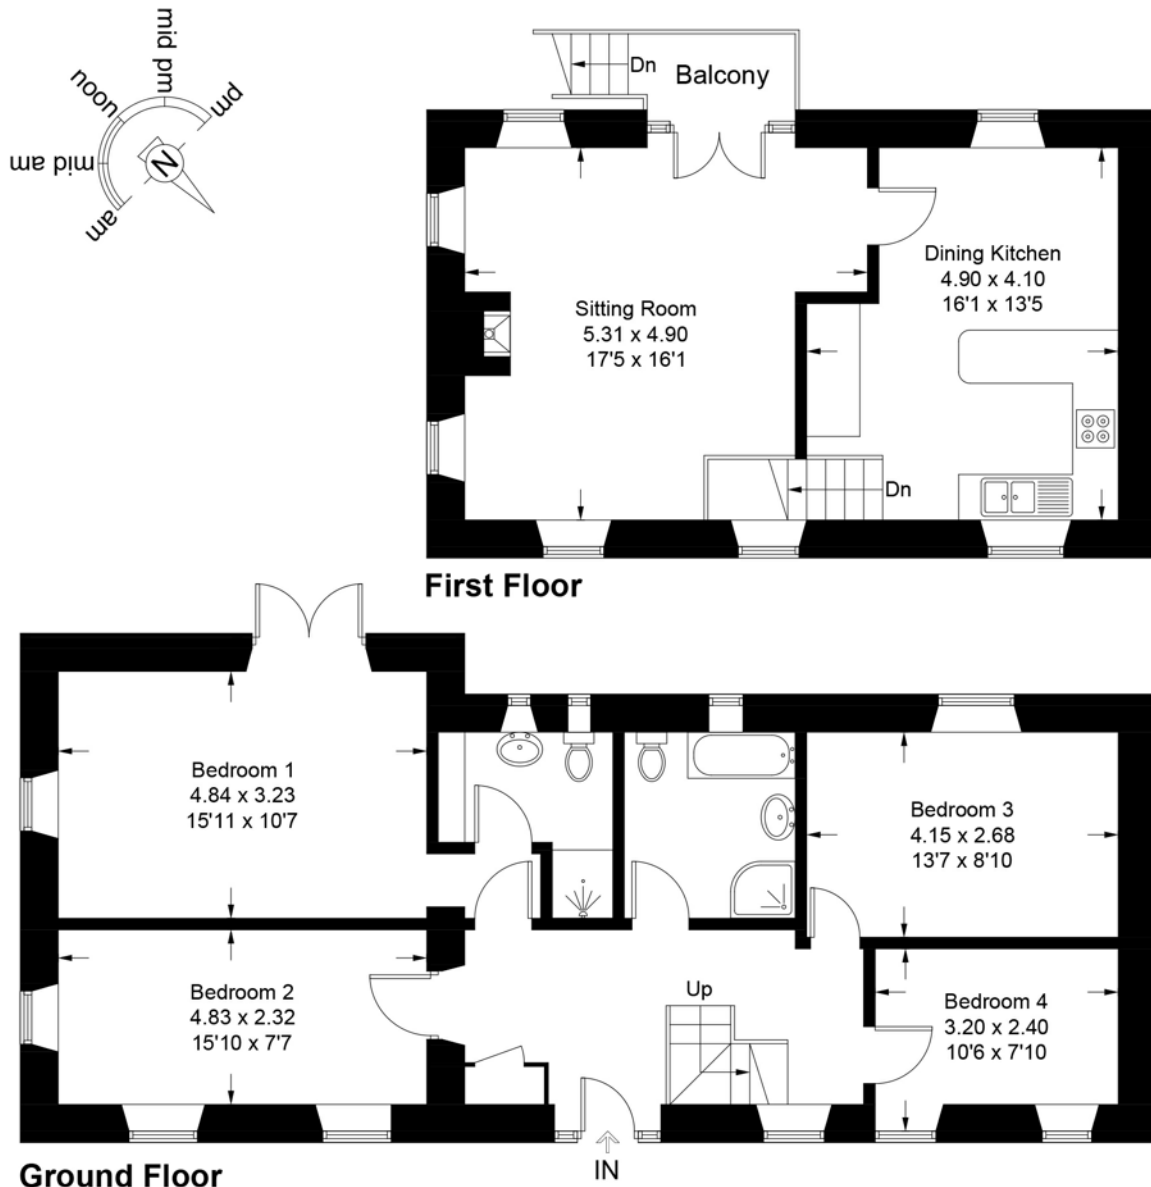 mid pm
noon
pm
mid am
N
am
Dn
Balcony
Dining Kitchen
4.90 x 4.10
16'1 x 13'5
Sitting Room
5.31 x 4.90
17'5 x 16'1
Dn
First Floor
Bedroom 1
4.84 x 3.23
15'11 x 10'7
Bedroom 3
4.15 x 2.68
13'7 x 8'10
Bedroom 2
4.83 x 2.32
15'10 x 7'7
Up
Bedroom 4
3.20 x 2.40
10'6 x 7'10
IN
Ground Floor